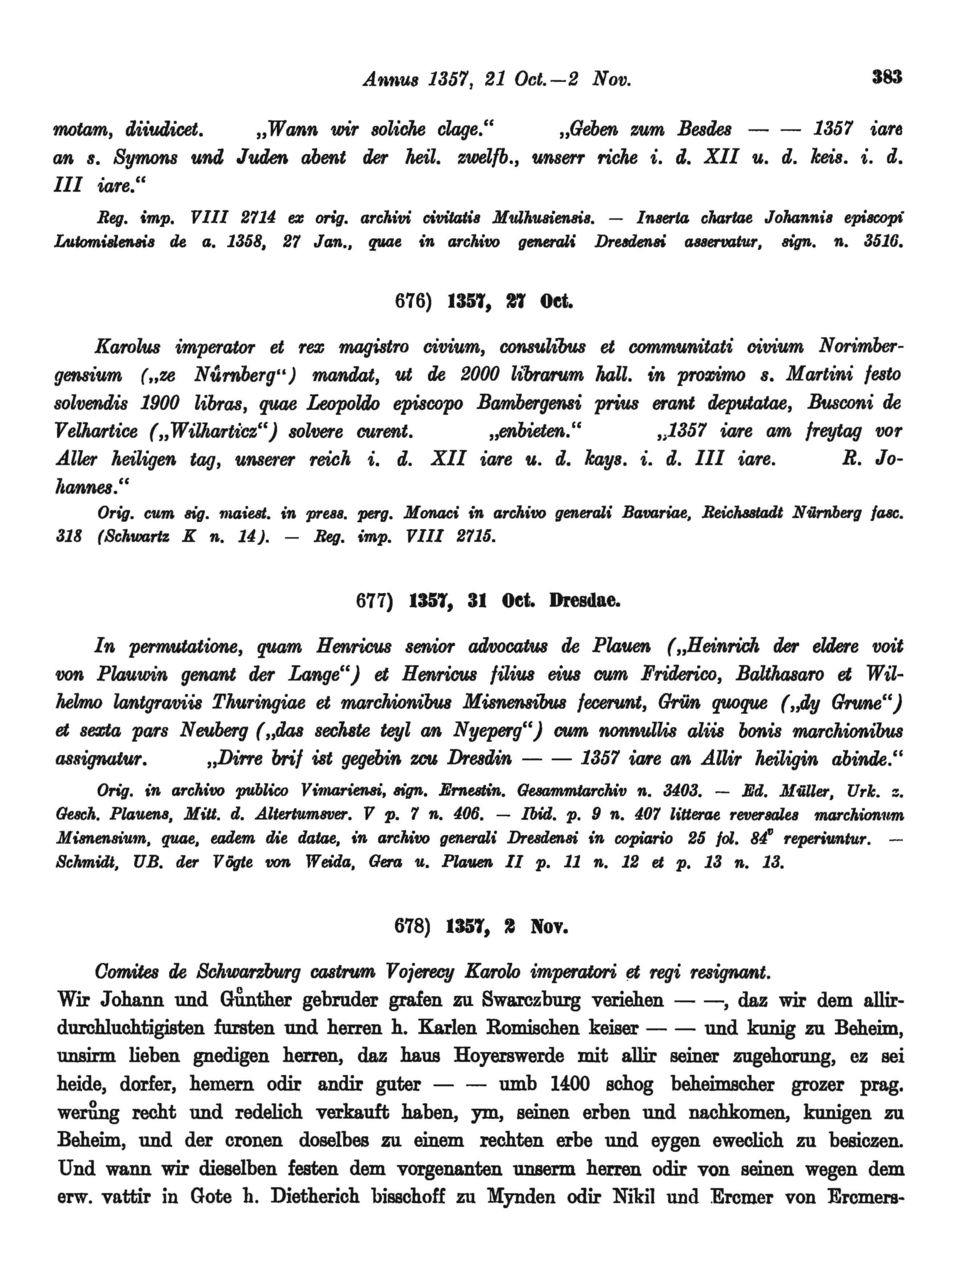 Annus 1357, 21 Oct.—2 Nov. 383
motam, diiudicet. „Wann wir soliche clage.“ „Geben zum Besdes — — 1357 iare
an s. Symons und Juden abent der heil. zwelfb., unserr riche i. d. XII u. d. keis. i. d.
III iare.“
Reg. imp. VIII 2714 ex orig. archivi civitatis Mulhusiensis. — Inserta chartae Johannis episcopi
Lutomislensis de a. 1358, 27 Jan., quae in archivo generali Dresdensi asservatur, sign. n. 3516.
676) 1357, 27 Oct.
Karolus imperator et rex magistro civium, consulibus et communitati civium Norimber-
gensium („ze Nůrnberg“) mandat, ut de 2000 librarum hall. in proximo s. Martini festo
solvendis 1900 libras, quae Leopoldo episcopo Bambergensi prius erant deputatae, Busconi de
Velhartice („Wilharticz“) solvere curent. „enbieten.“ „1357 iare am freytag vor
Aller heiligen tag, unserer reich i. d. XII iare u. d. kays. i. d. III iare. R. Jo-
hannes.“
Orig. cum sig. maiest. in press. perg. Monaci in archivo generali Bavariae, Reichsstadt Nürnberg fasc.
318 (Schwartz K n. 14). — Reg. imp. VIII 2715.
677) 1357, 31 Oct. Dresdae.
In permutatione, quam Henricus senior advocatus de Plauen („Heinrich der eldere voit
von Plauwin genant der Lange“) et Henricus filius eius cum Friderico, Balthasaro et Wil-
helmo lantgraviis Thuringiae et marchionibus Misnensibus fecerunt, Grün quoque („dy Grune“)
et sexta pars Neuberg („das sechste teyl an Nyeperg“) cum nonnullis aliis bonis marchionibus
assignatur. „Dirre brif ist gegebin zcu Dresdin — — 1357 iare an Allir heiligin abinde.“
Orig. in archivo publico Vimariensi, sign. Ernestin. Gesammtarchiv n. 3403. — Ed. Müller, Urk. z.
Gesch. Plauens, Mitt. d. Altertumsver. V p. 7 n. 406. — Ibid. p. 9 n. 407 litterae reversales marchionum
Misnensium, quae, eadem die datae, in archivo generali Dresdensi in copiario 25 fol. 84ᵛ reperiuntur. —
Schmidt, UB. der Vögte von Weida, Gera u. Plauen II p. 11 n. 12 et p. 13 n. 13.
678) 1357, 2 Nov.
Comites de Schwarzburg castrum Vojerecy Karolo imperatori et regi resignant.
Wir Johann und Gůnther gebruder grafen zu Swarczburg veriehen — —, daz wir dem allir-
durchluchtigisten fursten und herren h. Karlen Romischen keiser — — und kunig zu Beheim,
unsirm lieben gnedigen herren, daz haus Hoyerswerde mit allir seiner zugehorung, ez sei
heide, dorfer, hemern odir andir guter — — umb 1400 schog beheimscher grozer prag.
werůng recht und redelich verkauft haben, ym, seinen erben und nachkomen, kunigen zu
Beheim, und der cronen doselbes zu einem rechten erbe und eygen eweclich zu besiczen.
Und wann wir dieselben festen dem vorgenanten unserm herren odir von seinen wegen dem
erw. vattir in Gote h. Dietherich bisschoff zu Mynden odir Nikil und Ercmer von Ercmers-